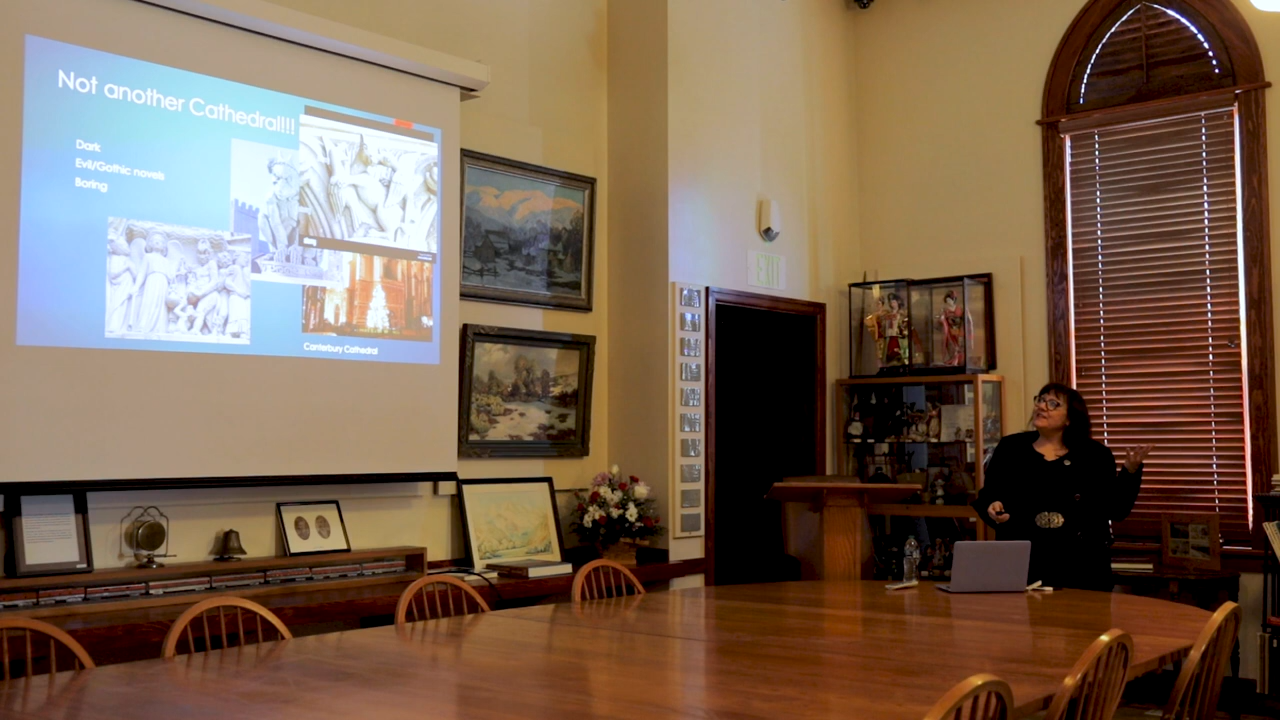 Not another Cathedral!!!
Dark
Evil/Gothic novels
Boring
Canterbury Cathedral
EXIT